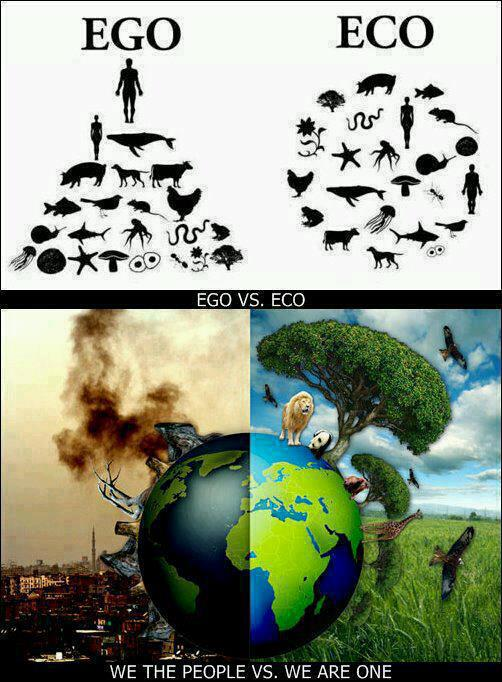 EGO
ECO
EGO VS. ECO
WE THE PEOPLE VS. WE ARE ONE